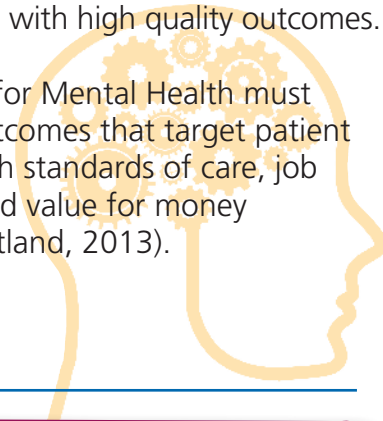 with high quality outcomes.
for Mental Health must
tcomes that target patient
h standards of care, job
d value for money
tland, 2013).